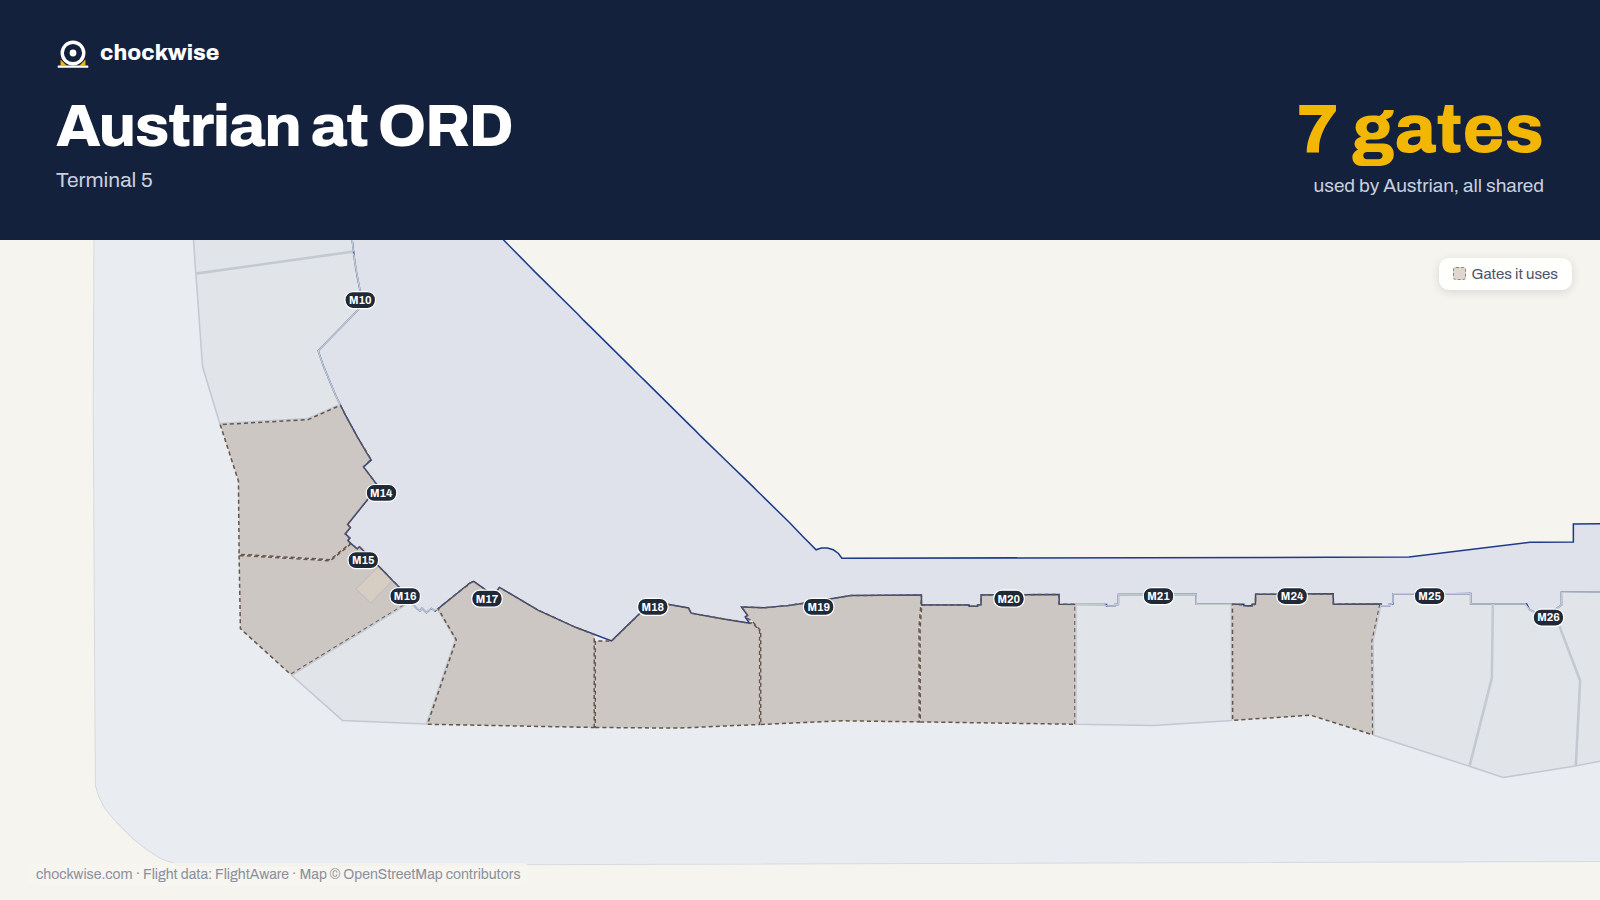 chockwise
Austrian at ORD
Terminal 5
7 gates
used by Austrian, all shared
Gates it uses
M10
M14
M15
M16
M17
M18
M19
M20
M21
M24
M25
M26
chockwise.com · Flight data: FlightAware · Map © OpenStreetMap contributors